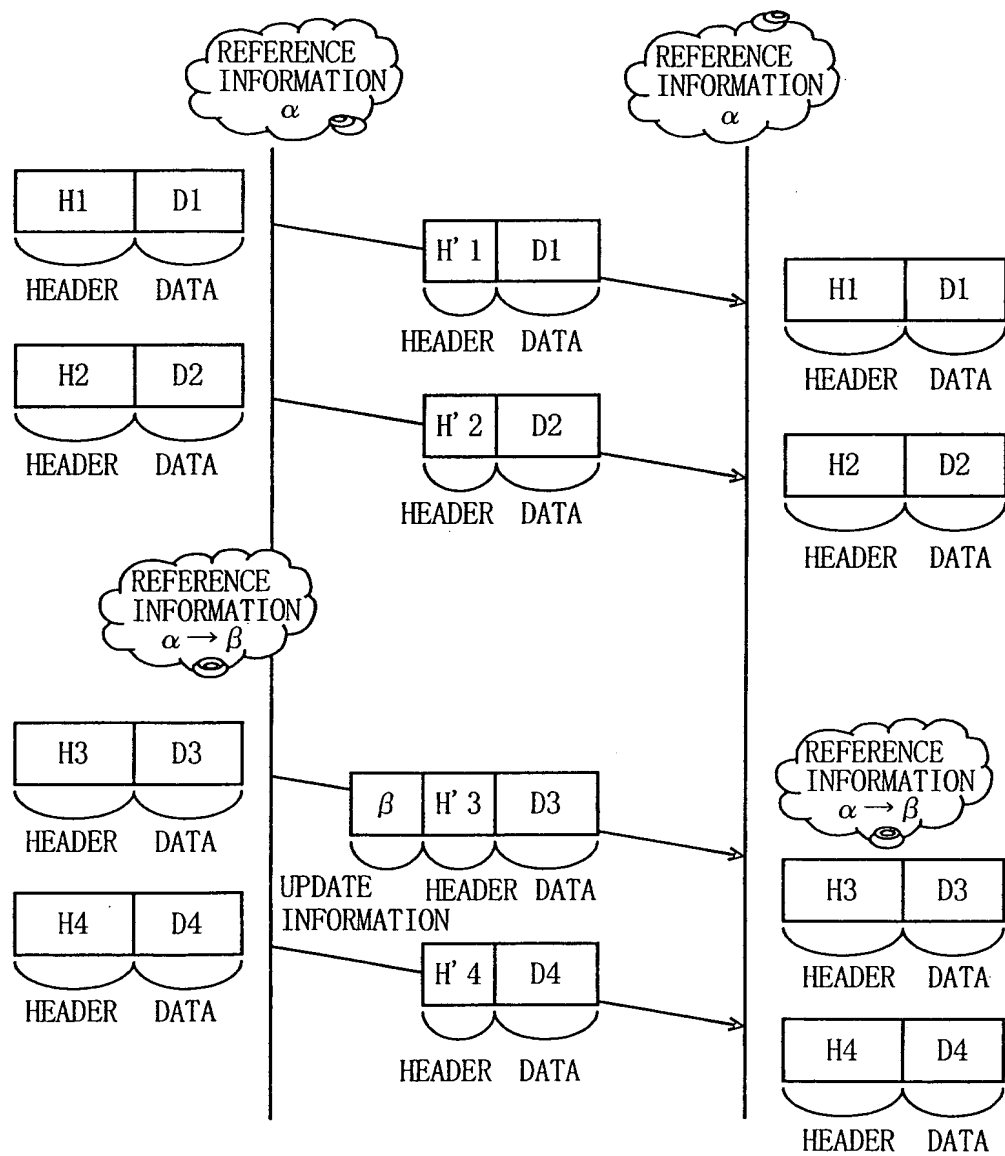 REFERENCE
INFORMATION
α
REFERENCE
INFORMATION
α
H1 D1
HEADER DATA
H'1 D1
HEADER DATA
H1 D1
HEADER DATA
H2 D2
HEADER DATA
H'2 D2
HEADER DATA
H2 D2
HEADER DATA
REFERENCE
INFORMATION
α → β
H3 D3
HEADER DATA
β H'3 D3
UPDATE
INFORMATION
HEADER DATA
REFERENCE
INFORMATION
α → β
H3 D3
HEADER DATA
H4 D4
HEADER DATA
H'4 D4
HEADER DATA
H4 D4
HEADER DATA